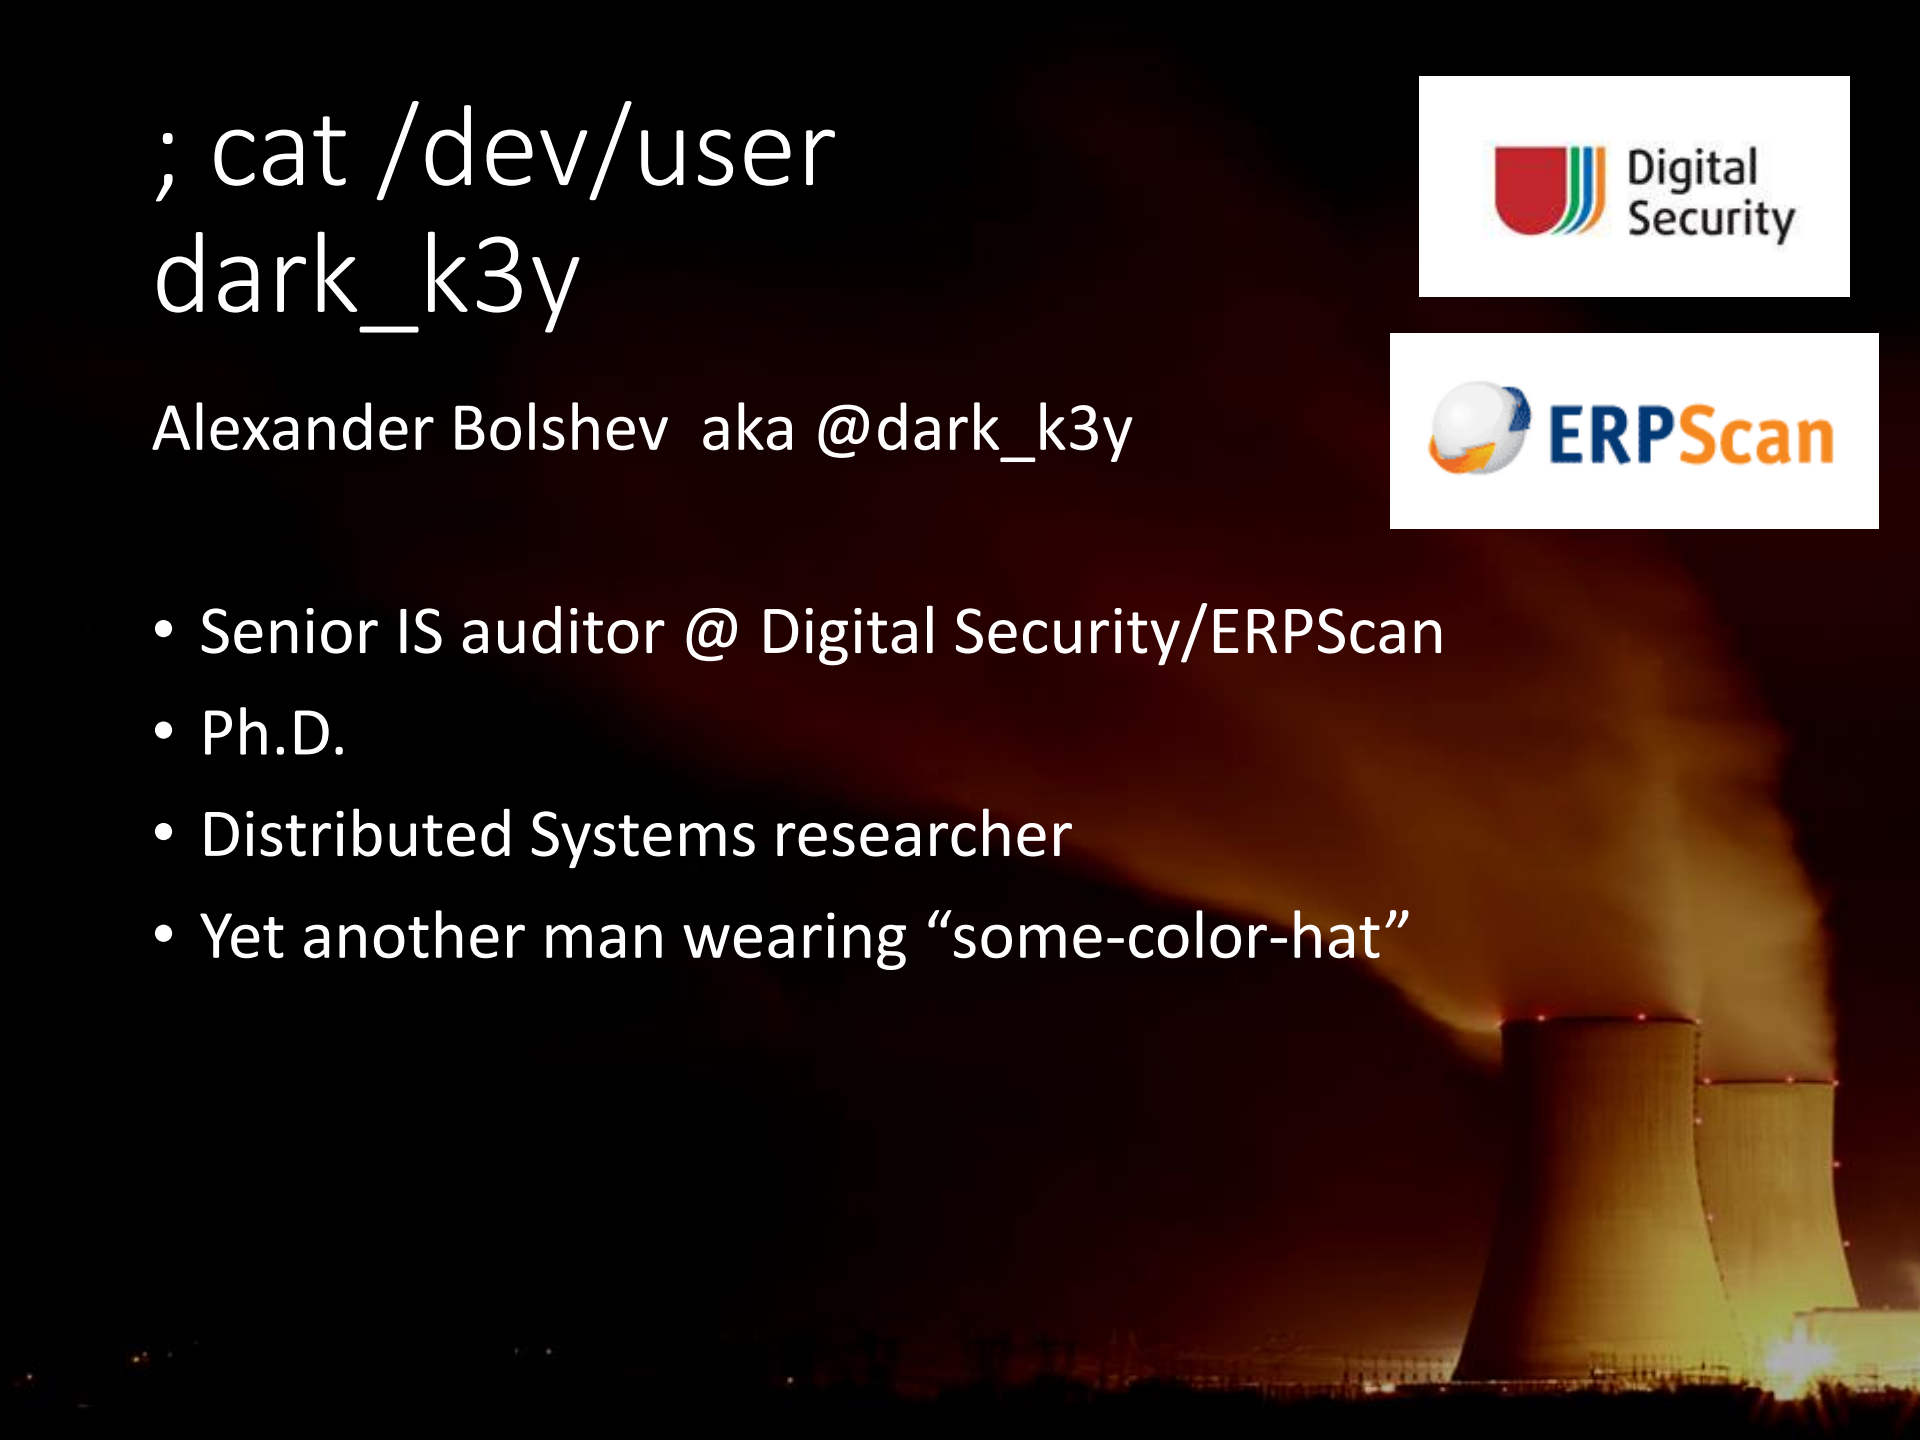 ; cat /dev/user
dark_k3y
Digital
Security
ERPScan
Alexander Bolshev  aka @dark_k3y
• Senior IS auditor @ Digital Security/ERPScan
• Ph.D.
• Distributed Systems researcher
• Yet another man wearing “some-color-hat”